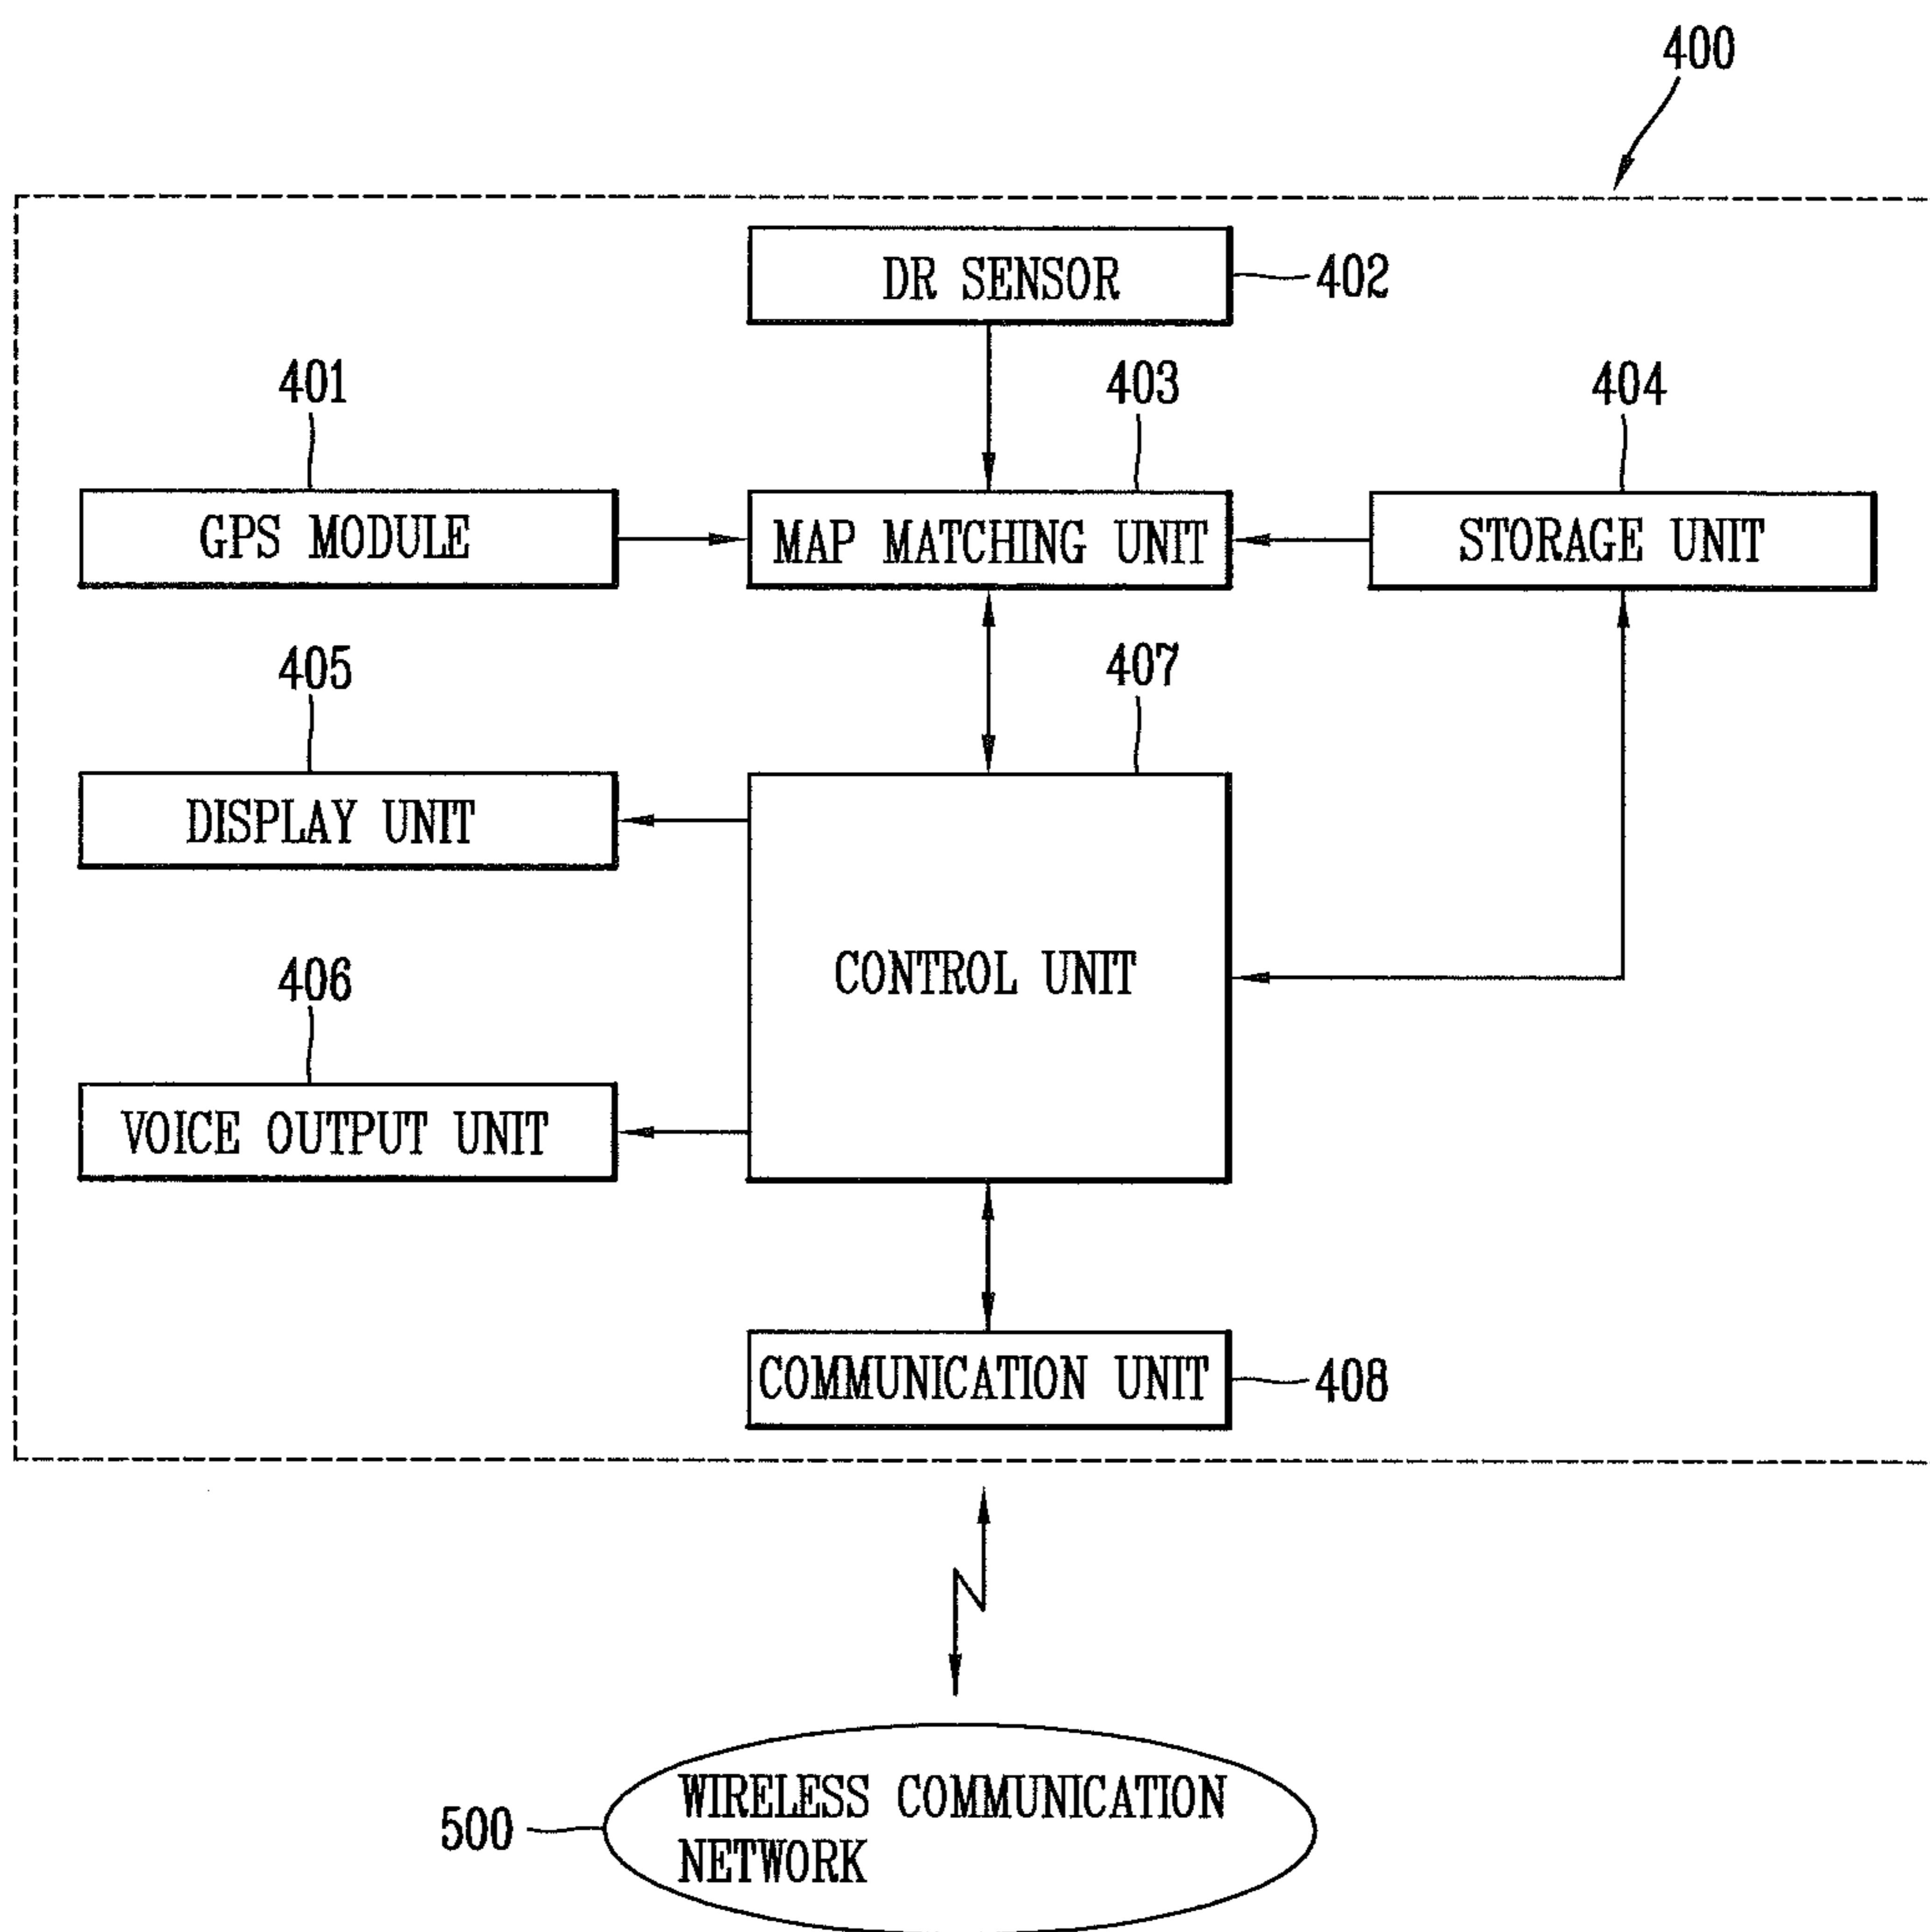 400
DR SENSOR
402
401
403
404
GPS MODULE
MAP MATCHING UNIT
STORAGE UNIT
405
407
DISPLAY UNIT
CONTROL UNIT
406
VOICE OUTPUT UNIT
COMMUNICATION UNIT
408
500
WIRELESS COMMUNICATION
NETWORK